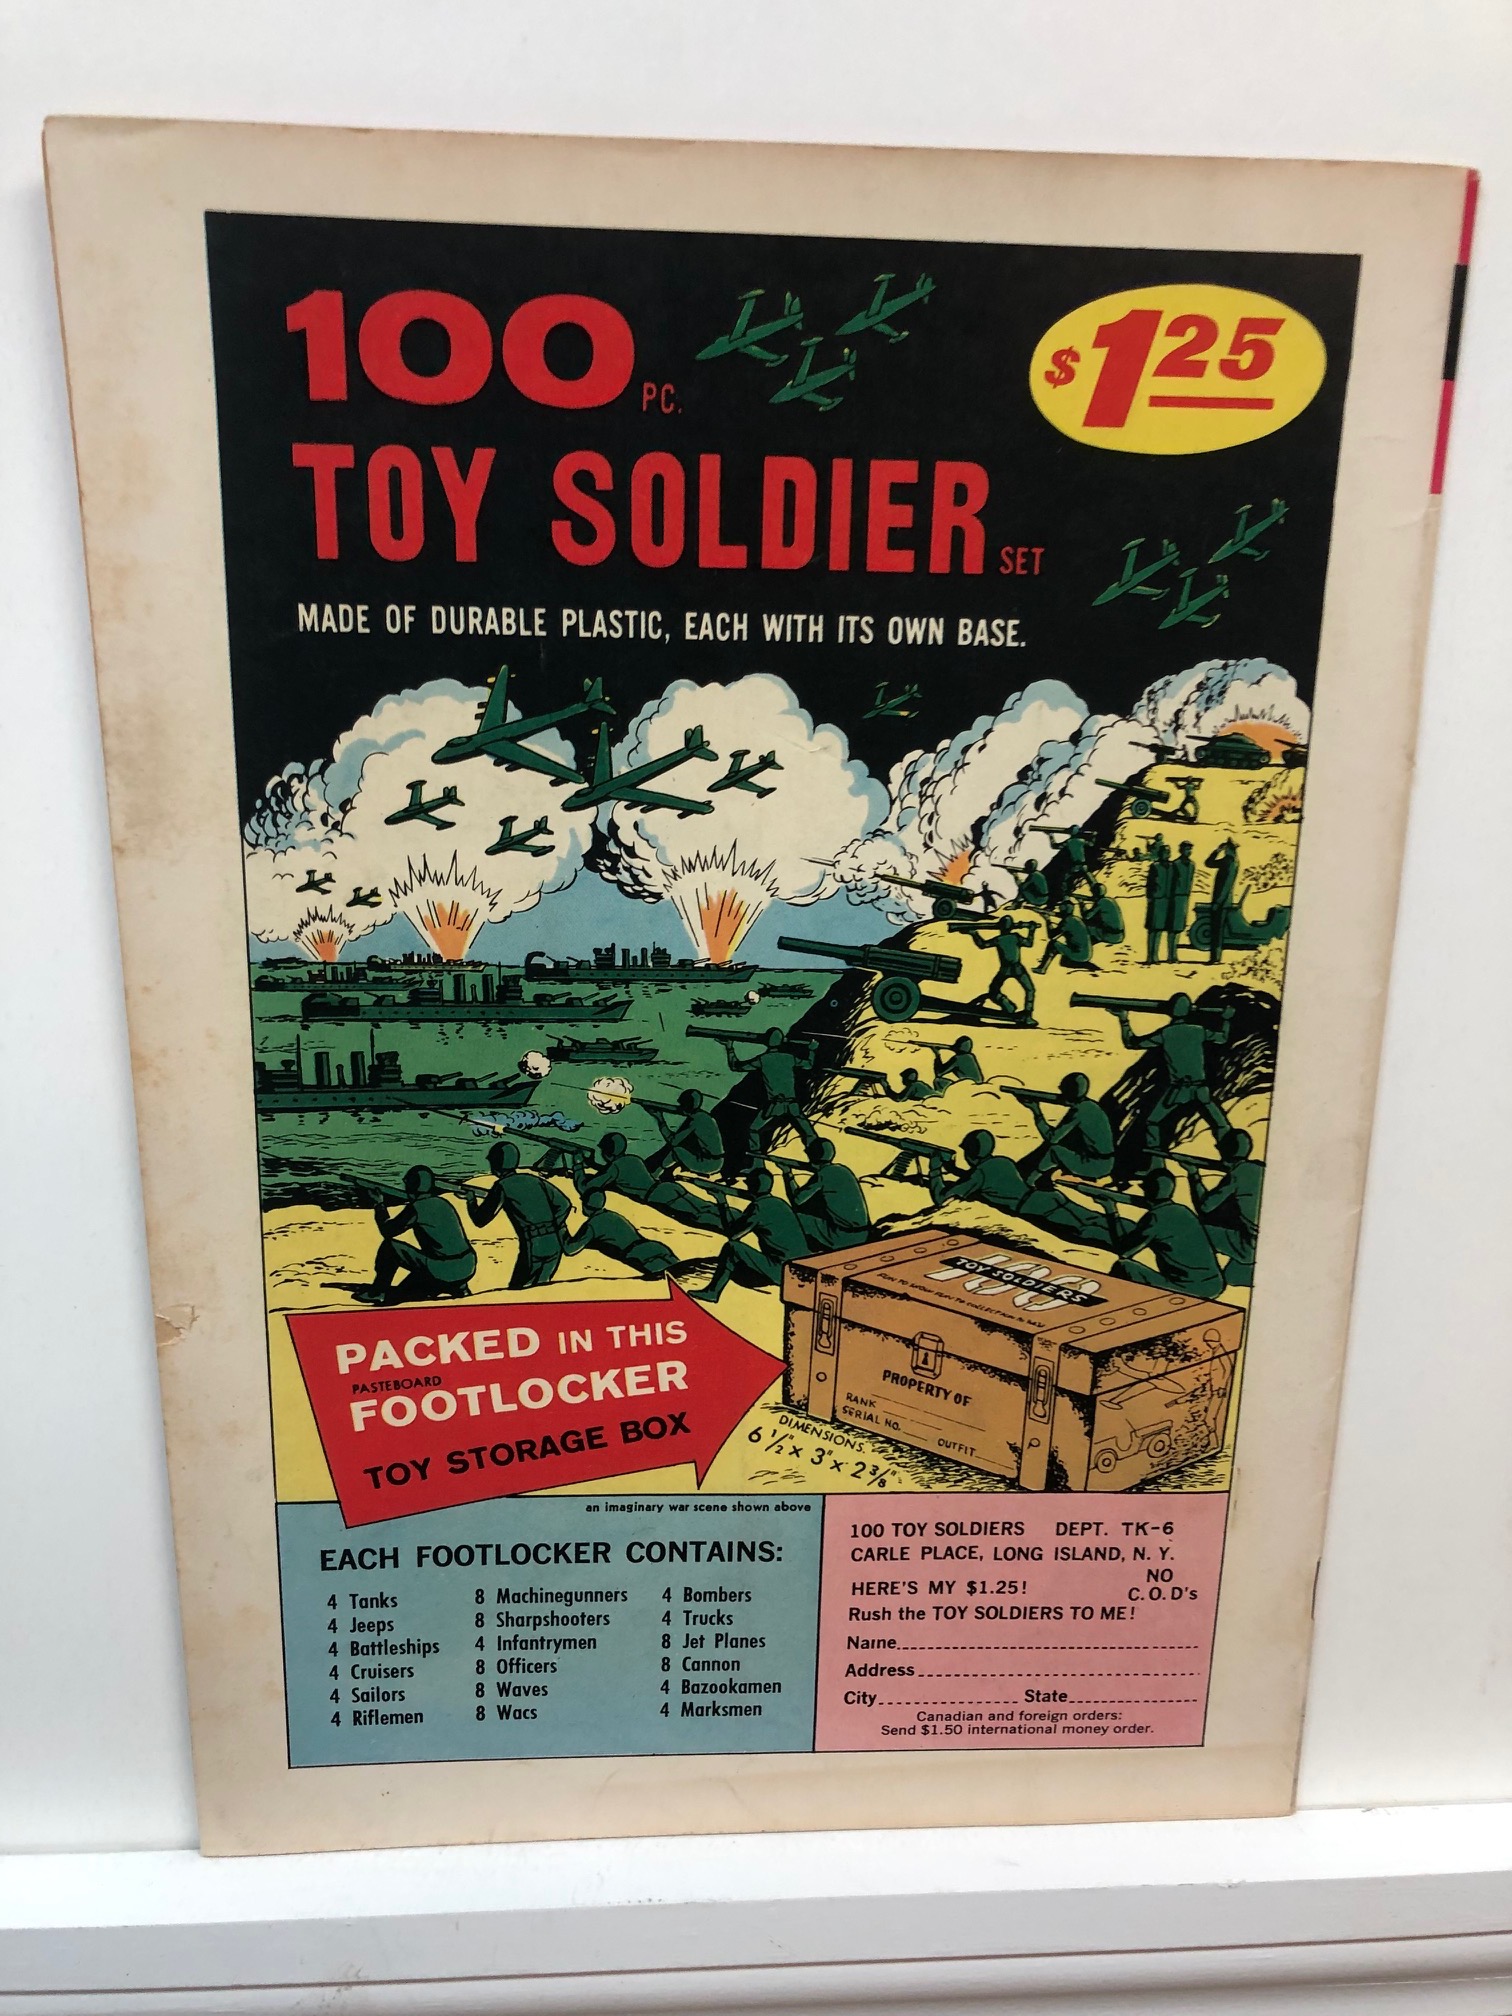 100 PC.
$1.25
TOY SOLDIER SET
MADE OF DURABLE PLASTIC, EACH WITH ITS OWN BASE.
100
TOY SOLDIERS
PACKED IN THIS
PASTEBOARD
FOOTLOCKER
TOY STORAGE BOX
PROPERTY OF
RANK
SERIAL NO.
OUTFIT
DIMENSIONS
6 1/2" x 3" x 2 3/8"
an imaginary war scene shown above
EACH FOOTLOCKER CONTAINS:
4 Tanks
4 Jeeps
4 Battleships
4 Cruisers
4 Sailors
4 Riflemen
8 Machinegunners
8 Sharpshooters
4 Infantrymen
8 Officers
8 Waves
8 Wacs
4 Bombers
4 Trucks
8 Jet Planes
8 Cannon
4 Bazookamen
4 Marksmen
100 TOY SOLDIERS DEPT. TK-6
CARLE PLACE, LONG ISLAND, N. Y.
HERE'S MY $1.25!
NO
C.O.D's
Rush the TOY SOLDIERS TO ME!
Name
Address
City State
Canadian and foreign orders:
Send $1.50 international money order.